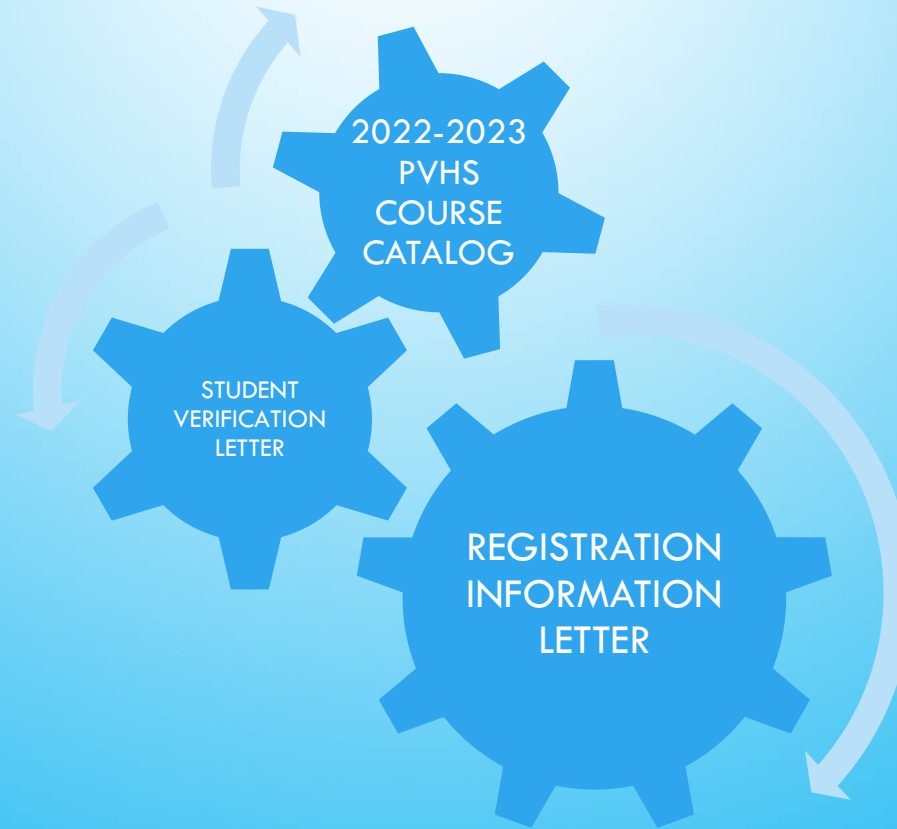 2022-2023
PVHS
COURSE
CATALOG
STUDENT
VERIFICATION
LETTER
REGISTRATION
INFORMATION
LETTER